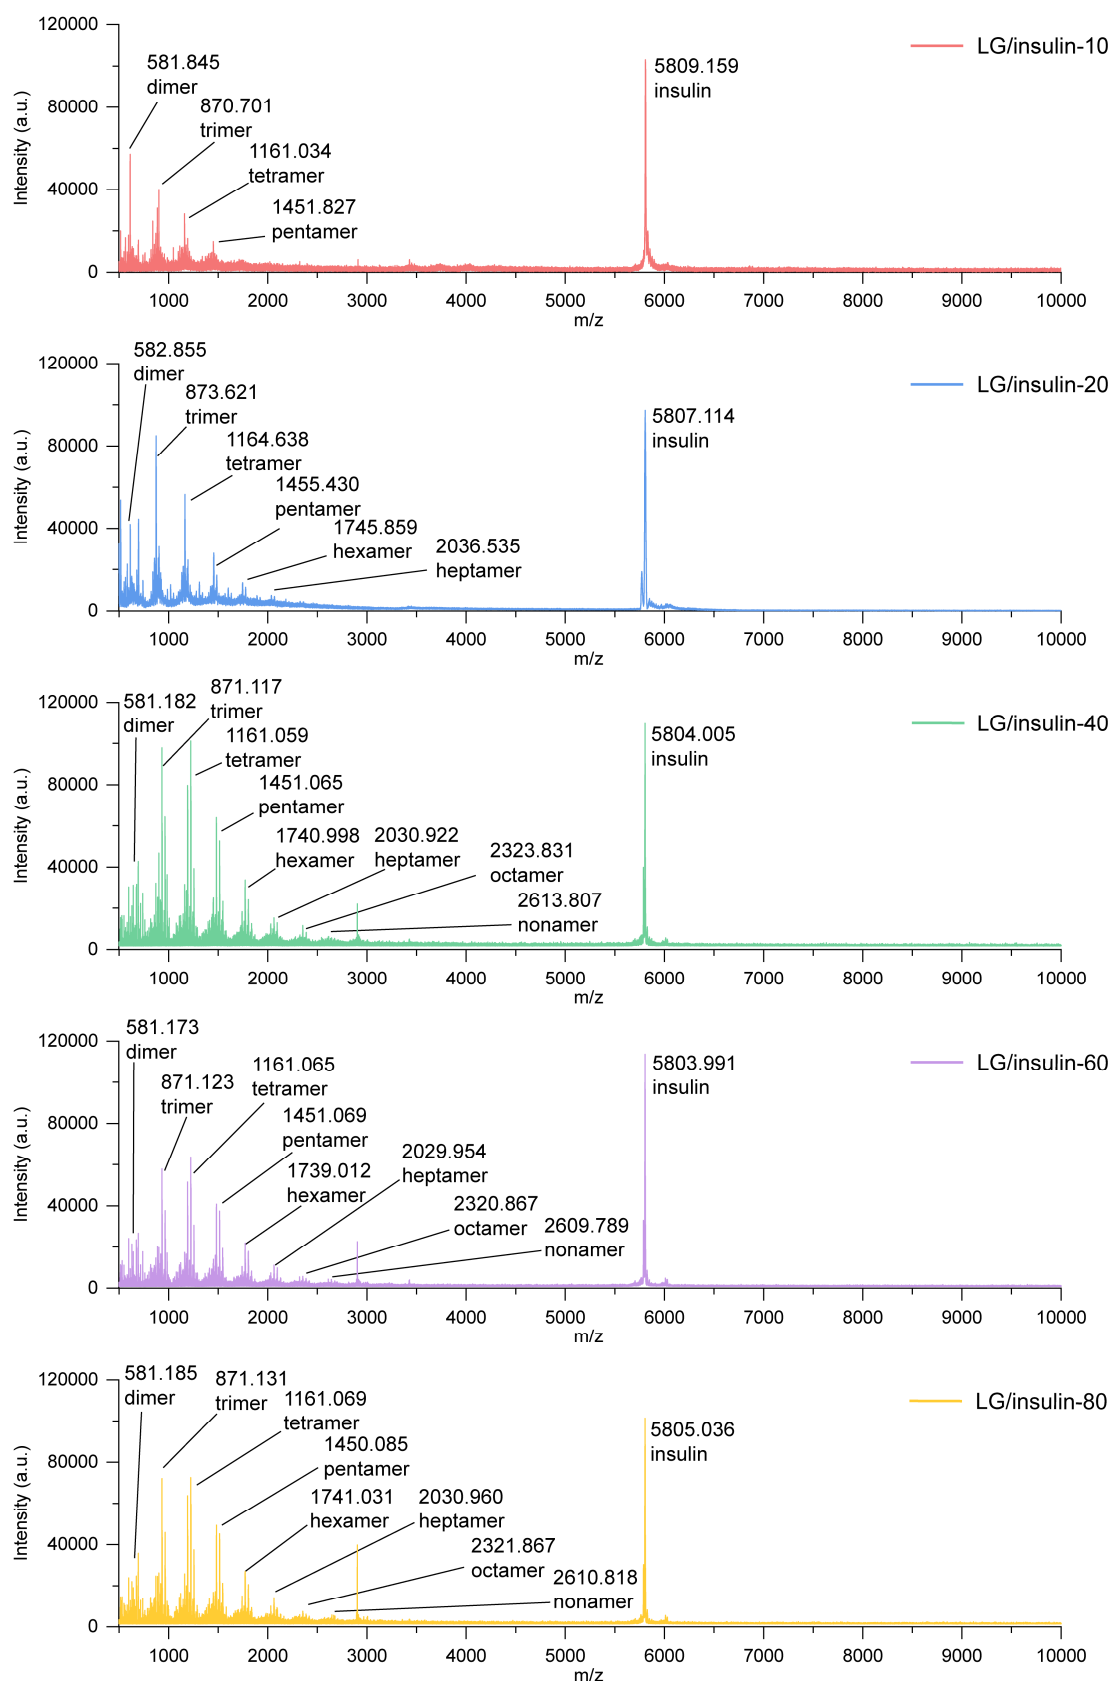 120000
80000
40000
0
Intensity (a.u.)
581.845
dimer
870.701
trimer
1161.034
tetramer
1451.827
pentamer
5809.159
insulin
LG/insulin-10
1000 2000 3000 4000 5000 6000 7000 8000 9000 10000
m/z
120000
80000
40000
0
Intensity (a.u.)
582.855
dimer
873.621
trimer
1164.638
tetramer
1455.430
pentamer
1745.859
hexamer
2036.535
heptamer
5807.114
insulin
LG/insulin-20
1000 2000 3000 4000 5000 6000 7000 8000 9000 10000
m/z
120000
80000
40000
0
Intensity (a.u.)
581.182
dimer
871.117
trimer
1161.059
tetramer
1451.065
pentamer
1740.998
hexamer
2030.922
heptamer
2323.831
octamer
2613.807
nonamer
5804.005
insulin
LG/insulin-40
1000 2000 3000 4000 5000 6000 7000 8000 9000 10000
m/z
120000
80000
40000
0
Intensity (a.u.)
581.173
dimer
871.123
trimer
1161.065
tetramer
1451.069
pentamer
1739.012
hexamer
2029.954
heptamer
2320.867
octamer
2609.789
nonamer
5803.991
insulin
LG/insulin-60
1000 2000 3000 4000 5000 6000 7000 8000 9000 10000
m/z
120000
80000
40000
0
Intensity (a.u.)
581.185
dimer
871.131
trimer
1161.069
tetramer
1450.085
pentamer
1741.031
hexamer
2030.960
heptamer
2321.867
octamer
2610.818
nonamer
5805.036
insulin
LG/insulin-80
1000 2000 3000 4000 5000 6000 7000 8000 9000 10000
m/z